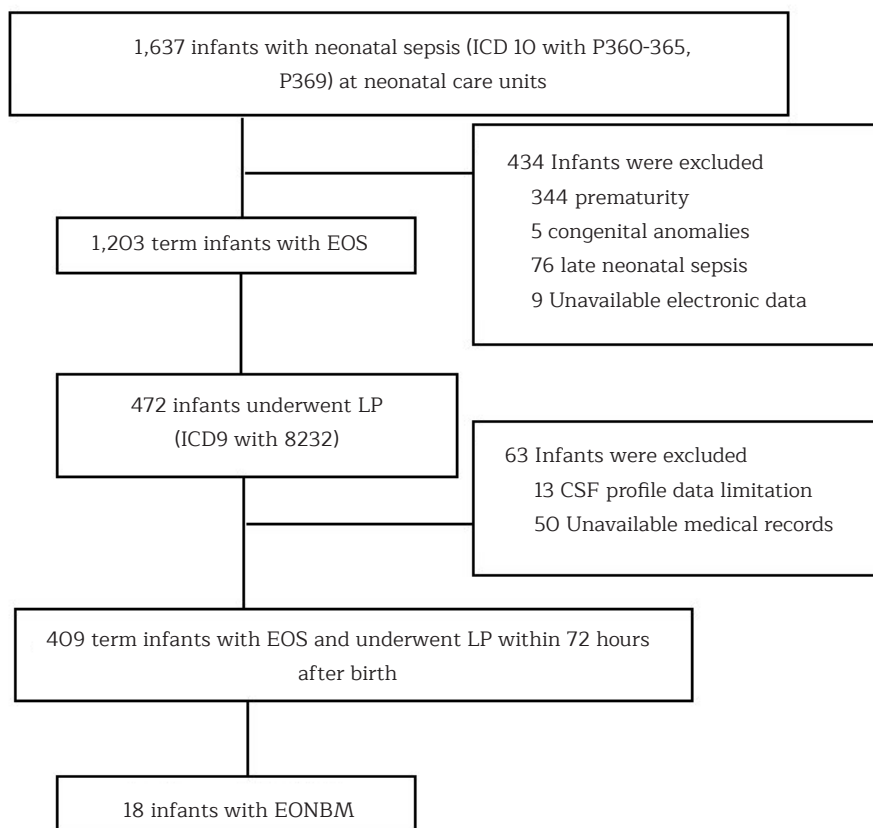 1,637 infants with neonatal sepsis (ICD 10 with P360-365,
P369) at neonatal care units
434 Infants were excluded
344 prematurity
5 congenital anomalies
76 late neonatal sepsis
9 Unavailable electronic data
1,203 term infants with EOS
472 infants underwent LP
(ICD9 with 8232)
63 Infants were excluded
13 CSF profile data limitation
50 Unavailable medical records
409 term infants with EOS and underwent LP within 72 hours
after birth
18 infants with EONBM